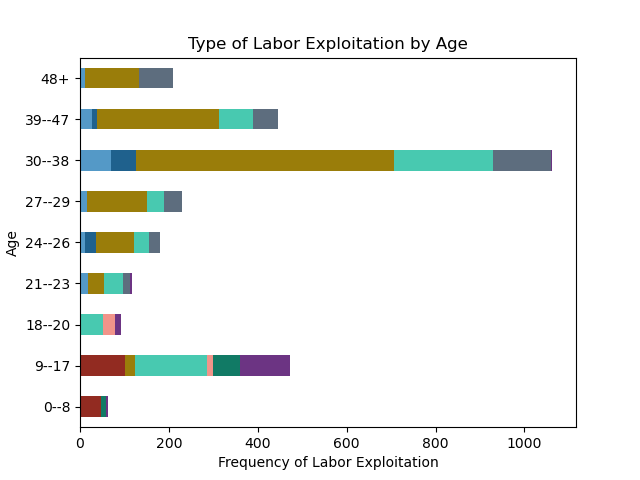 Type of Labor Exploitation by Age
48+
39--47
30--38
27--29
24--26
21--23
18--20
9--17
0--8
Age
0 200 400 600 800 1000
Frequency of Labor Exploitation